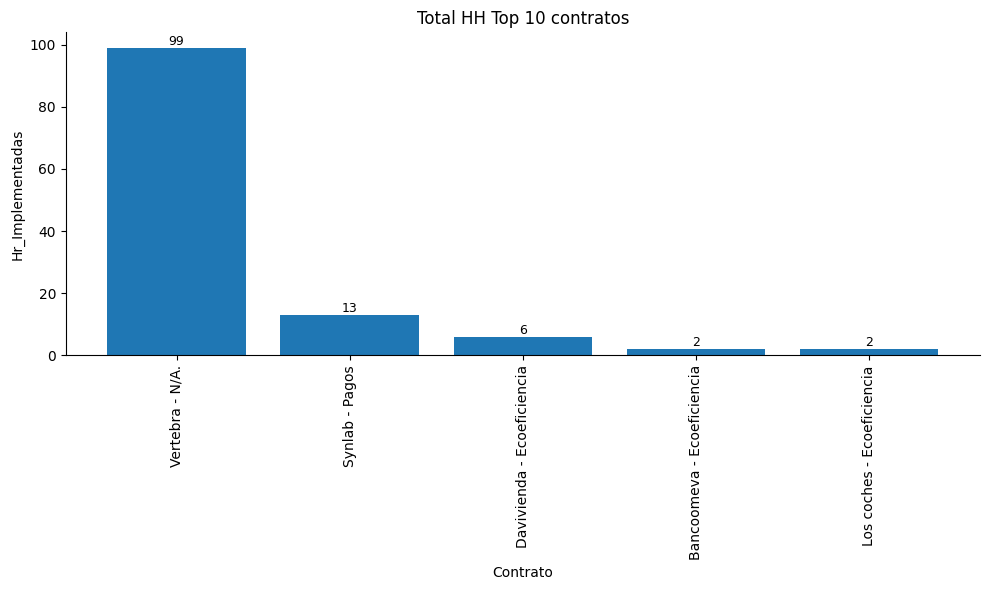 Total HH Top 10 contratos
Hr_Implementadas
100
80
60
40
20
0
99
13
6
2
2
Vertebra - N/A.
Synlab - Pagos
Davivienda - Ecoeficiencia
Bancoomeva - Ecoeficiencia
Los coches - Ecoeficiencia
Contrato